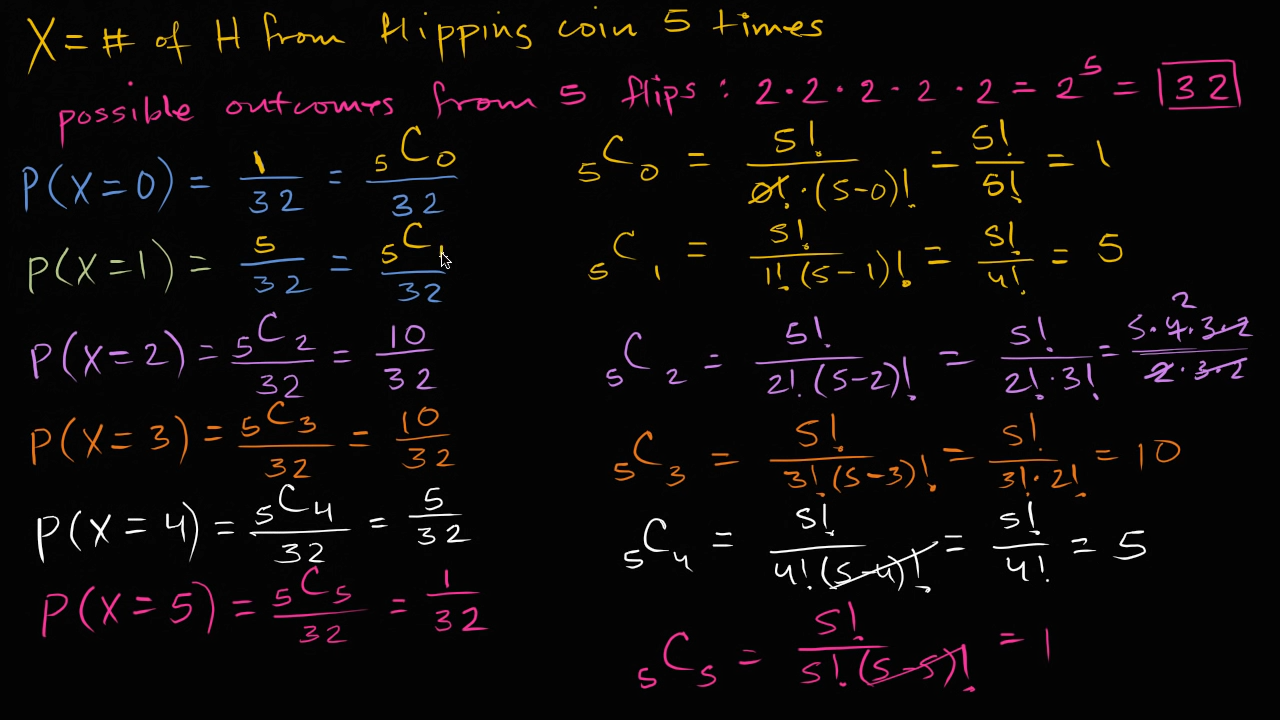 X = # of H from flipping coin 5 times
possible outcomes from 5 flips : 2·2·2·2·2 = 2⁵ = 32
P(X=0) = 1/32 = ₅C₀/32
₅C₀ = 5!/(0!·(5-0)!) = 5!/5! = 1
P(X=1) = 5/32 = ₅C₁/32
₅C₁ = 5!/(1!·(5-1)!) = 5!/4! = 5
P(X=2) = ₅C₂/32 = 10/32
₅C₂ = 5!/(2!·(5-2)!) = 5!/(2!·3!) = 5·4·3·2/(2·3·2) 2
P(X=3) = ₅C₃/32 = 10/32
₅C₃ = 5!/(3!(5-3)!) = 5!/(3!·2!) = 10
P(X=4) = ₅C₄/32 = 5/32
₅C₄ = 5!/(4!(5-4)!) = 5!/4! = 5
P(X=5) = ₅C₅/32 = 1/32
₅C₅ = 5!/(5!·(5-5)!) = 1